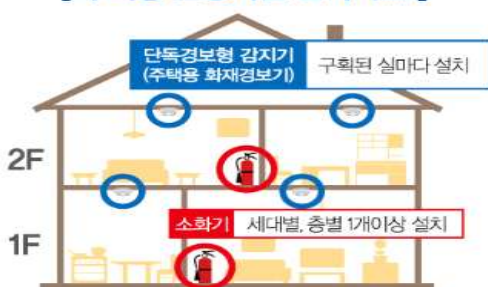 단독경보형 감지기
(주택용 화재경보기)
구획된 실마다 설치
2F
소화기
세대별, 층별 1개이상 설치
1F